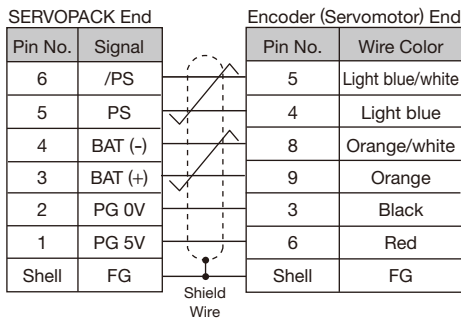 SERVOPACK End Encoder (Servomotor) End
Pin No. Signal Pin No. Wire Color
6 /PS 5 Light blue/white
5 PS 4 Light blue
4 BAT (-) 8 Orange/white
3 BAT (+) 9 Orange
2 PG 0V 3 Black
1 PG 5V 6 Red
Shell FG Shell FG
Shield
Wire